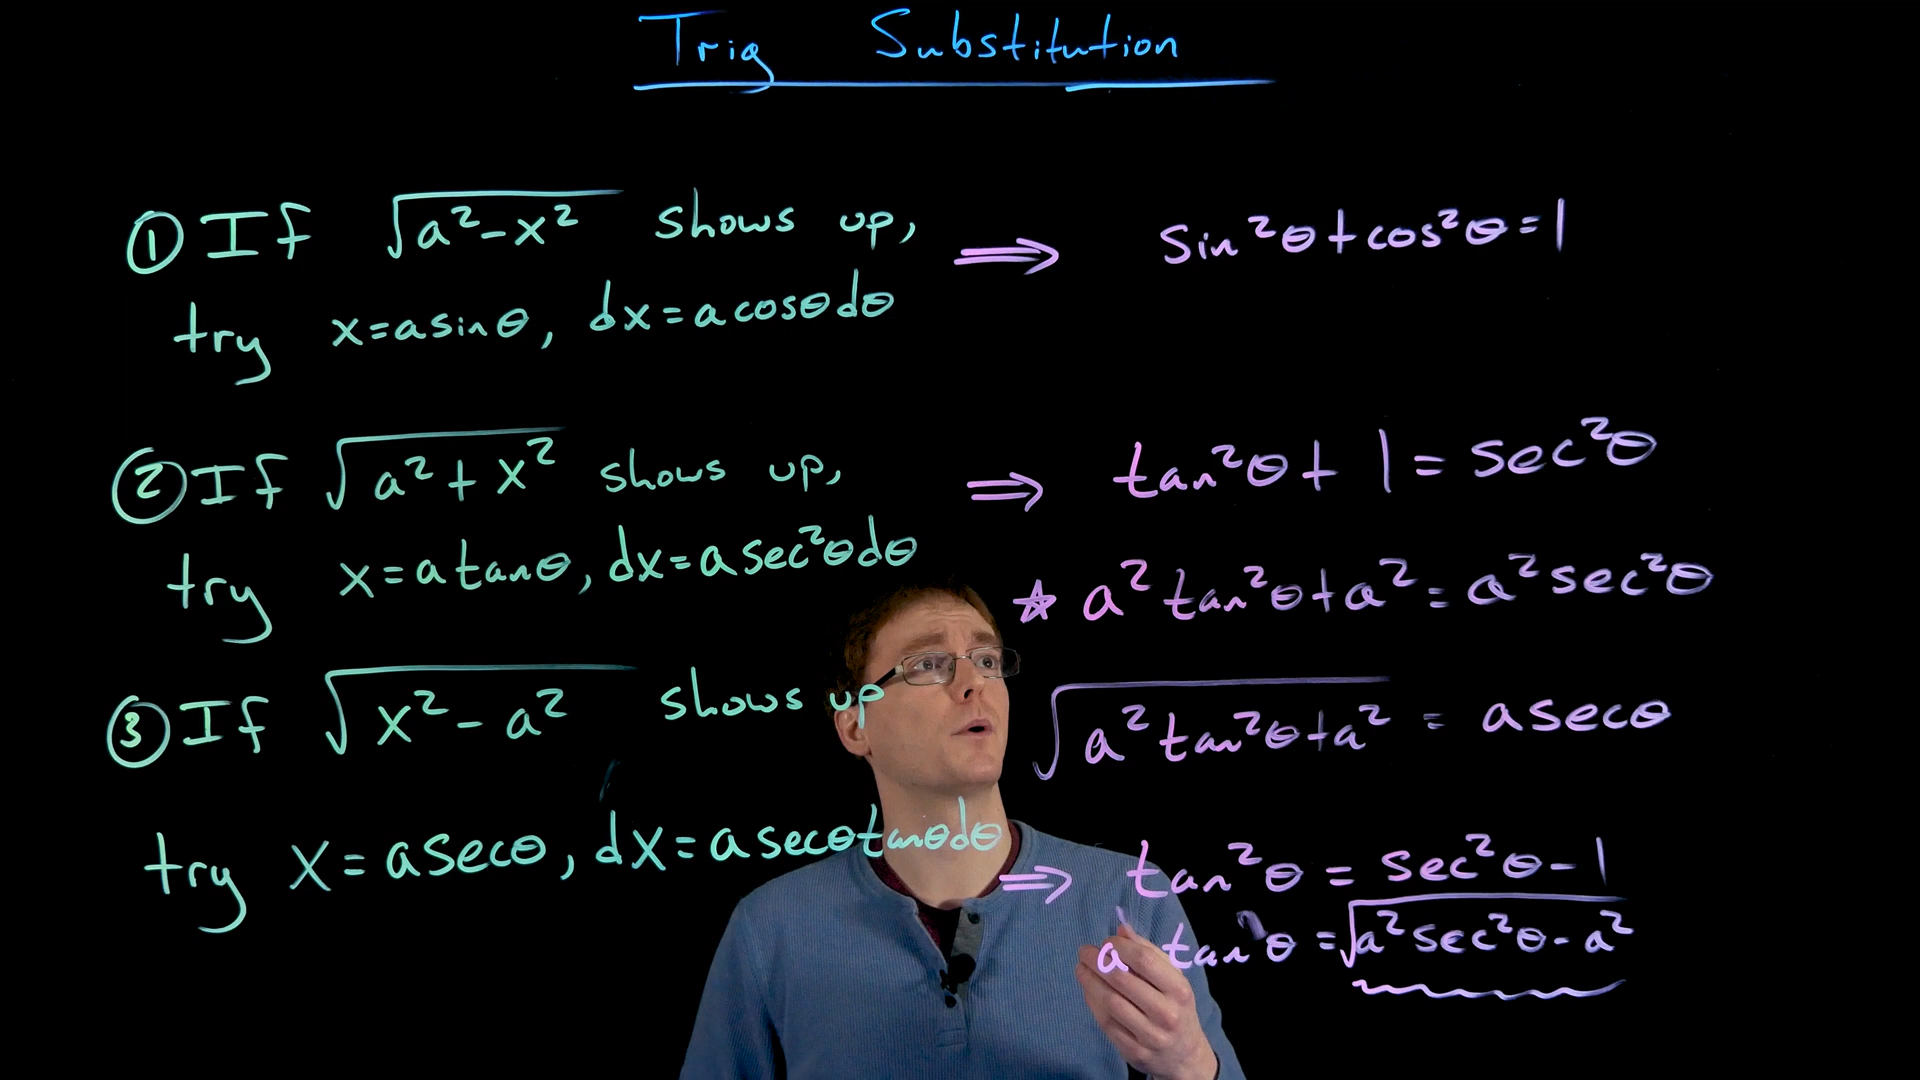 Trig Substitution
① If √(a²-x²) shows up,
try x=asinθ, dx=acosθdθ
⇒ sin²θ+cos²θ=1
② If √(a²+x²) shows up,
try x=atanθ, dx=asec²θdθ
⇒ tan²θ+1=sec²θ
☆ a²tan²θ+a²=a²sec²θ
√(a²tan²θ+a²) = asecθ
③ If √(x²-a²) shows up
try x=asecθ, dx=asecθtanθdθ
⇒ tan²θ = sec²θ-1
a tanθ =√(a²sec²θ-a²)